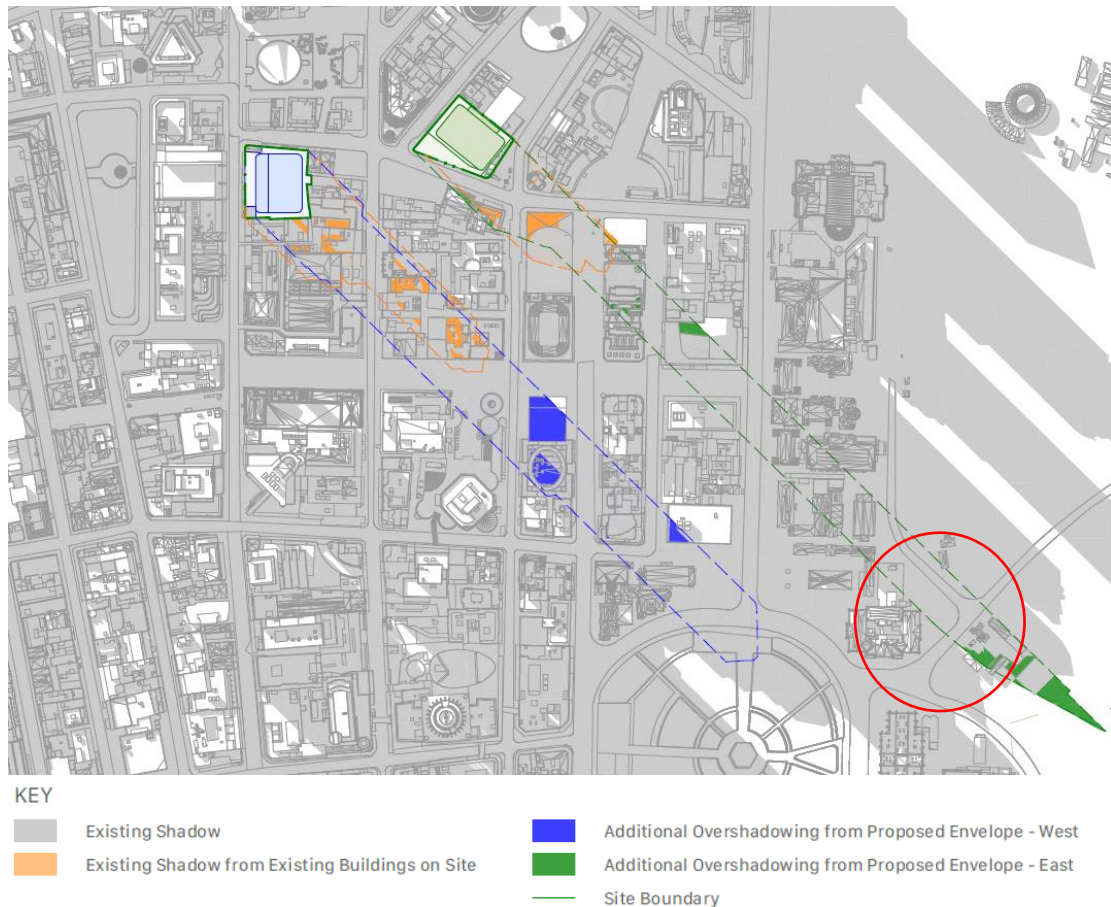 KEY
Existing Shadow
Existing Shadow from Existing Buildings on Site
Additional Overshadowing from Proposed Envelope - West
Additional Overshadowing from Proposed Envelope - East
Site Boundary